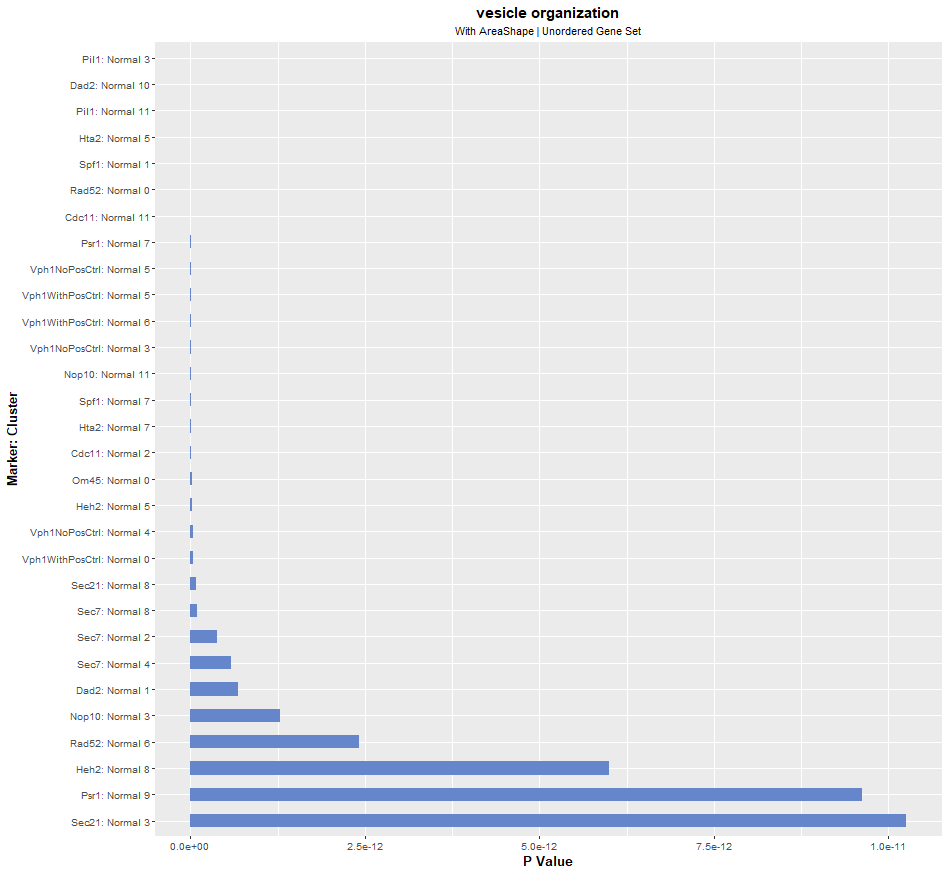 vesicle organization
With AreaShape | Unordered Gene Set
Marker: Cluster
Pil1: Normal 3
Dad2: Normal 10
Pil1: Normal 11
Hta2: Normal 5
Spf1: Normal 1
Rad52: Normal 0
Cdc11: Normal 11
Psr1: Normal 7
Vph1NoPosCtrl: Normal 5
Vph1WithPosCtrl: Normal 5
Vph1WithPosCtrl: Normal 6
Vph1NoPosCtrl: Normal 3
Nop10: Normal 11
Spf1: Normal 7
Hta2: Normal 7
Cdc11: Normal 2
Om45: Normal 0
Heh2: Normal 5
Vph1NoPosCtrl: Normal 4
Vph1WithPosCtrl: Normal 0
Sec21: Normal 8
Sec7: Normal 8
Sec7: Normal 2
Sec7: Normal 4
Dad2: Normal 1
Nop10: Normal 3
Rad52: Normal 6
Heh2: Normal 8
Psr1: Normal 9
Sec21: Normal 3
0.0e+00 2.5e-12 5.0e-12 7.5e-12 1.0e-11
P Value